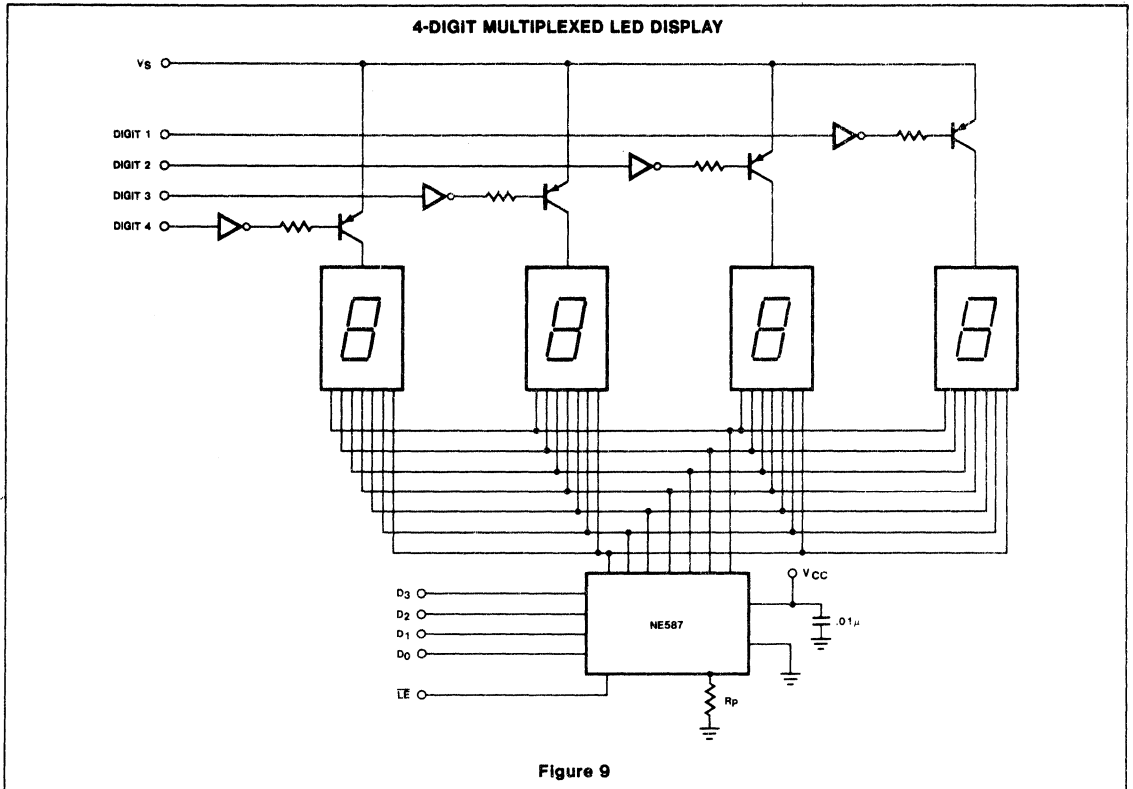 4-DIGIT MULTIPLEXED LED DISPLAY
VS
DIGIT 1
DIGIT 2
DIGIT 3
DIGIT 4
VCC
D3
D2
D1
D0
NE587
.01μ
LE
Rp
Figure 9